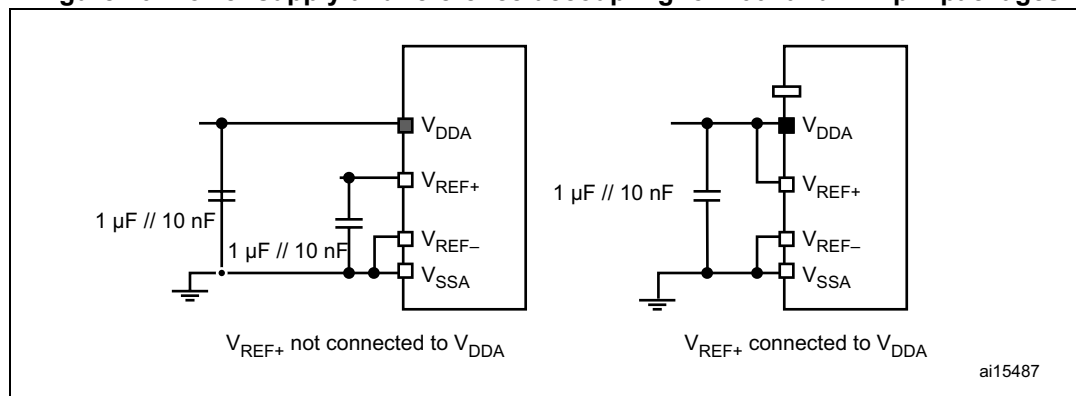 V_DDA
V_REF+
1 µF // 10 nF
1 µF // 10 nF
V_REF–
V_SSA
V_REF+ not connected to V_DDA
V_DDA
V_REF+
1 µF // 10 nF
V_REF–
V_SSA
V_REF+ connected to V_DDA
ai15487